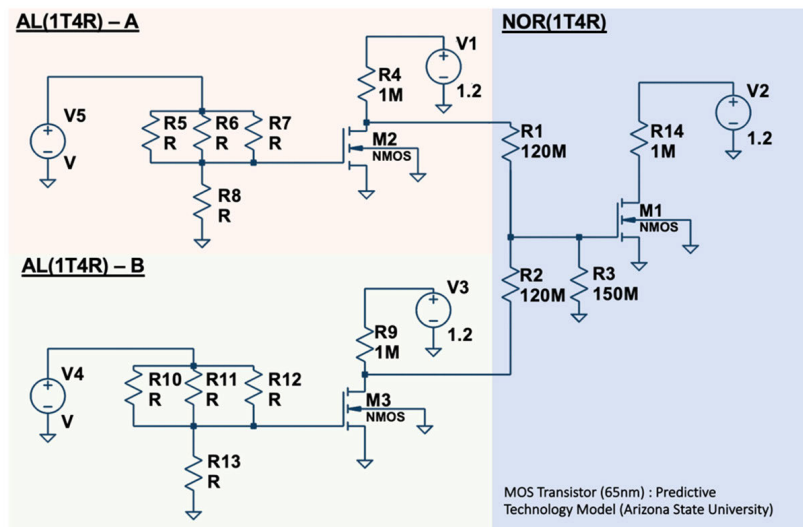 AL(1T4R) – A
NOR(1T4R)
V1
R4
1M
1.2
V5
V
R5
R
R6
R
R7
R
M2
NMOS
R8
R
R1
120M
V2
R14
1M
1.2
M1
NMOS
R2
120M
R3
150M
AL(1T4R) – B
V3
R9
1M
1.2
V4
V
R10
R
R11
R
R12
R
M3
NMOS
R13
R
MOS Transistor (65nm) : Predictive
Technology Model (Arizona State University)